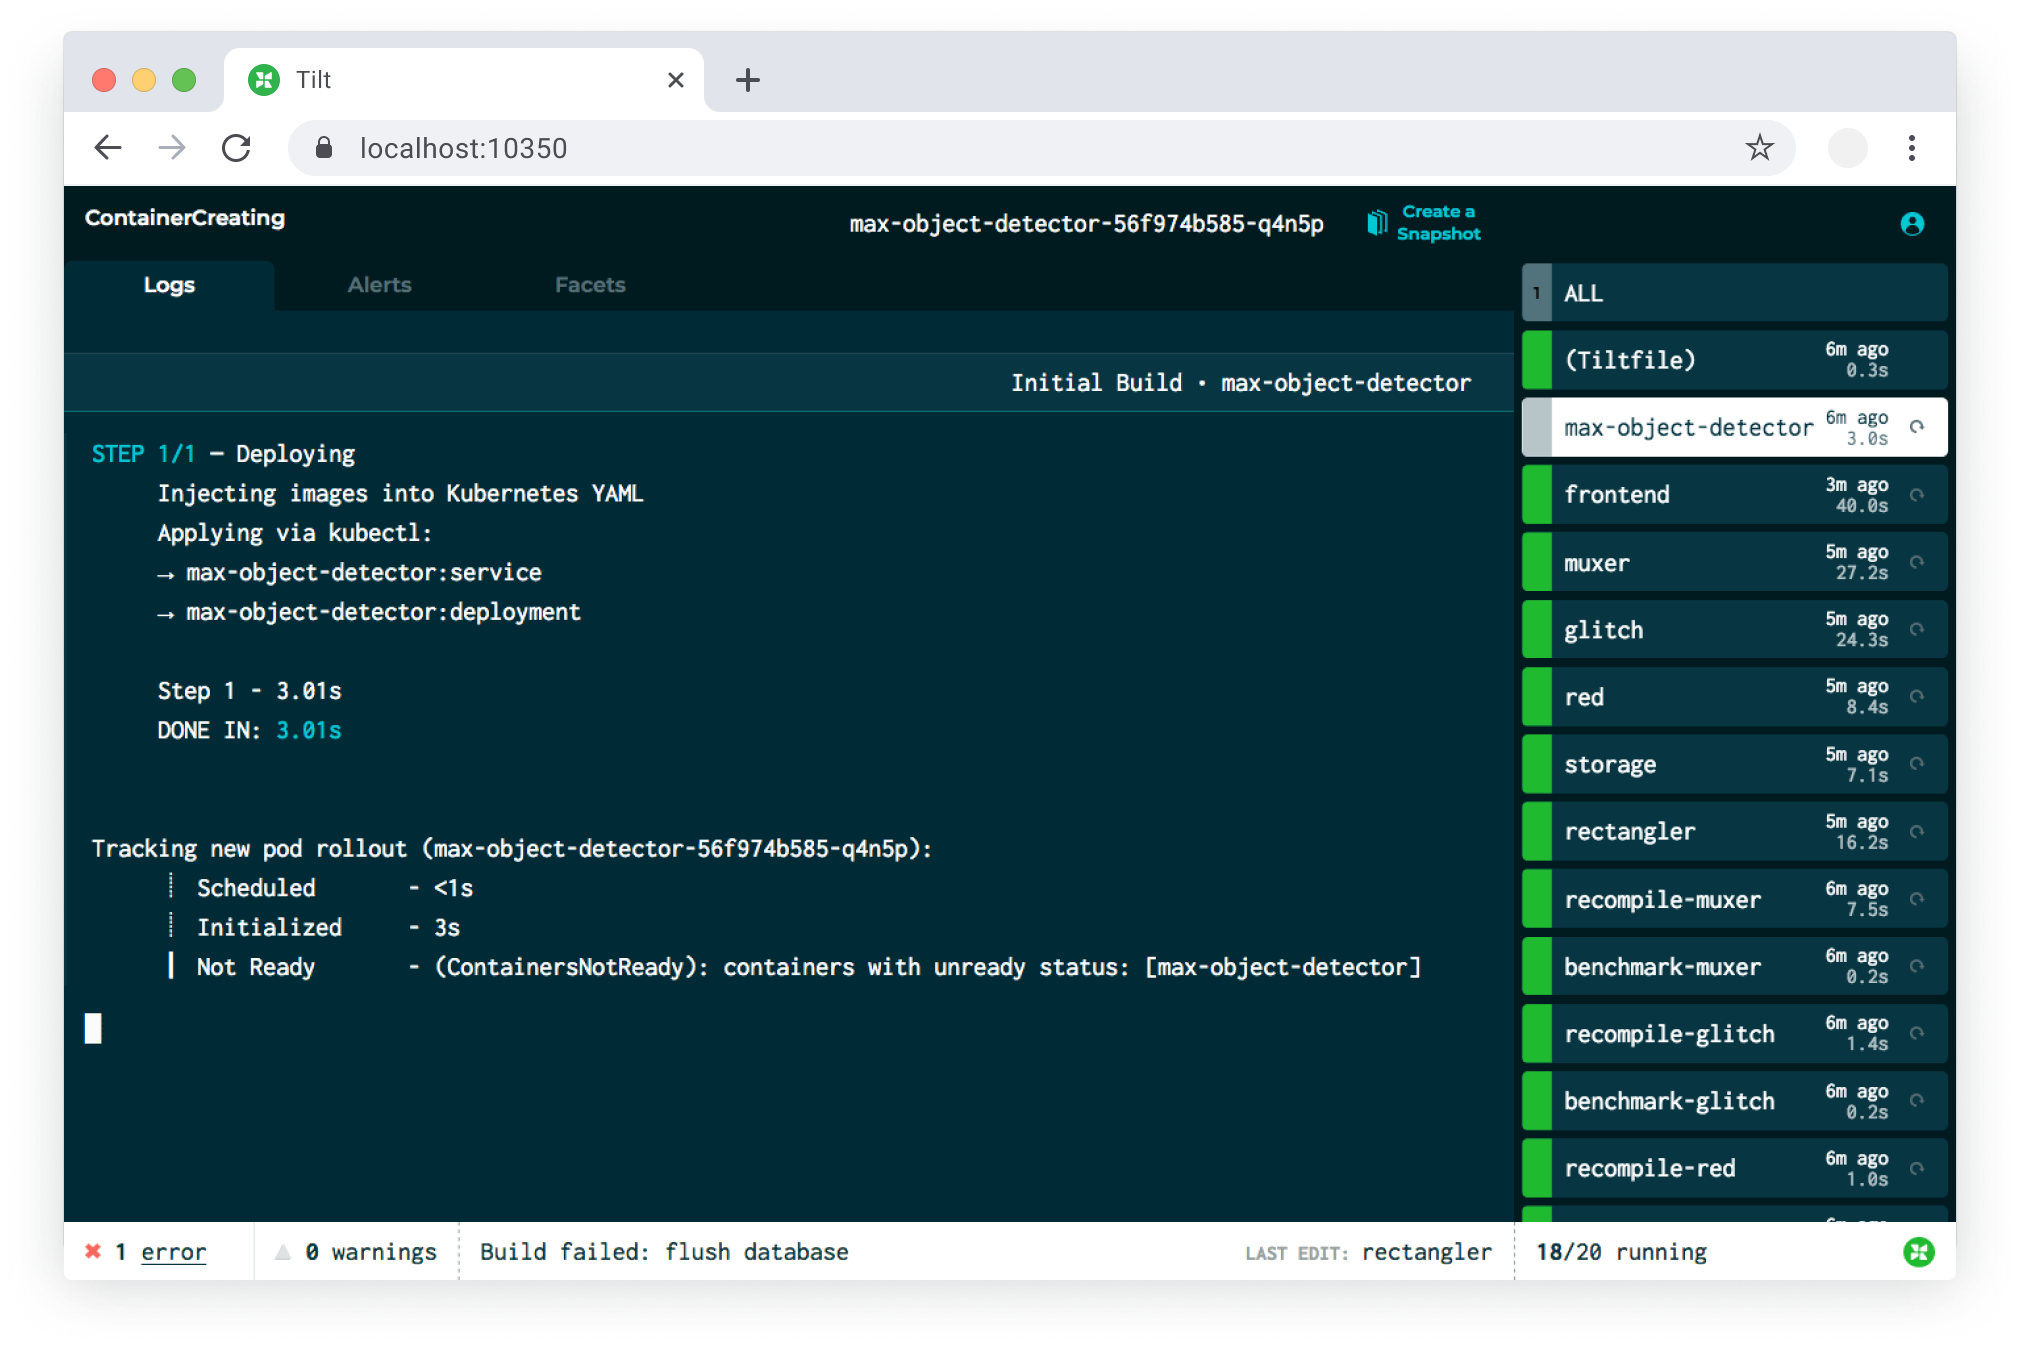 Tilt
localhost:10350
ContainerCreating
max-object-detector-56f974b585-q4n5p
Create a
Snapshot
Logs
Alerts
Facets
Initial Build • max-object-detector
STEP 1/1 — Deploying
Injecting images into Kubernetes YAML
Applying via kubectl:
→ max-object-detector:service
→ max-object-detector:deployment
Step 1 - 3.01s
DONE IN: 3.01s
Tracking new pod rollout (max-object-detector-56f974b585-q4n5p):
┊ Scheduled - <1s
┊ Initialized - 3s
┃ Not Ready - (ContainersNotReady): containers with unready status: [max-object-detector]
1 ALL
(Tiltfile) 6m ago
0.3s
max-object-detector 6m ago
3.0s
frontend 3m ago
40.0s
muxer 5m ago
27.2s
glitch 5m ago
24.3s
red 5m ago
8.4s
storage 5m ago
7.1s
rectangler 5m ago
16.2s
recompile-muxer 6m ago
7.5s
benchmark-muxer 6m ago
0.2s
recompile-glitch 6m ago
1.4s
benchmark-glitch 6m ago
0.2s
recompile-red 6m ago
1.0s
1 error
0 warnings
Build failed: flush database
LAST EDIT: rectangler
18/20 running